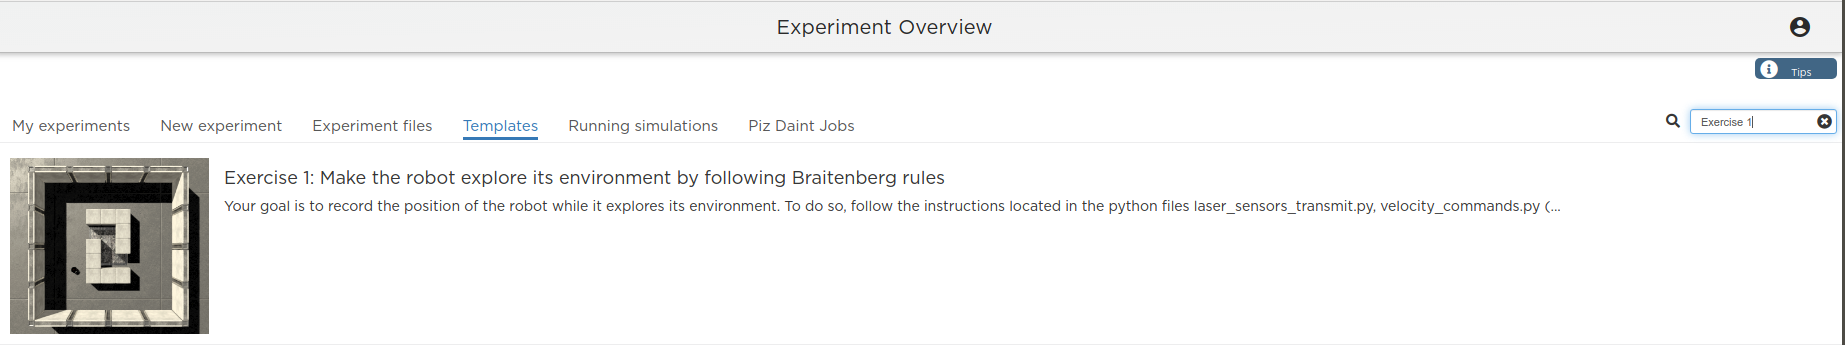 Experiment Overview
Tips
My experiments New experiment Experiment files Templates Running simulations Piz Daint Jobs Exercise 1
Exercise 1: Make the robot explore its environment by following Braitenberg rules
Your goal is to record the position of the robot while it explores its environment. To do so, follow the instructions located in the python files laser_sensors_transmit.py, velocity_commands.py (...